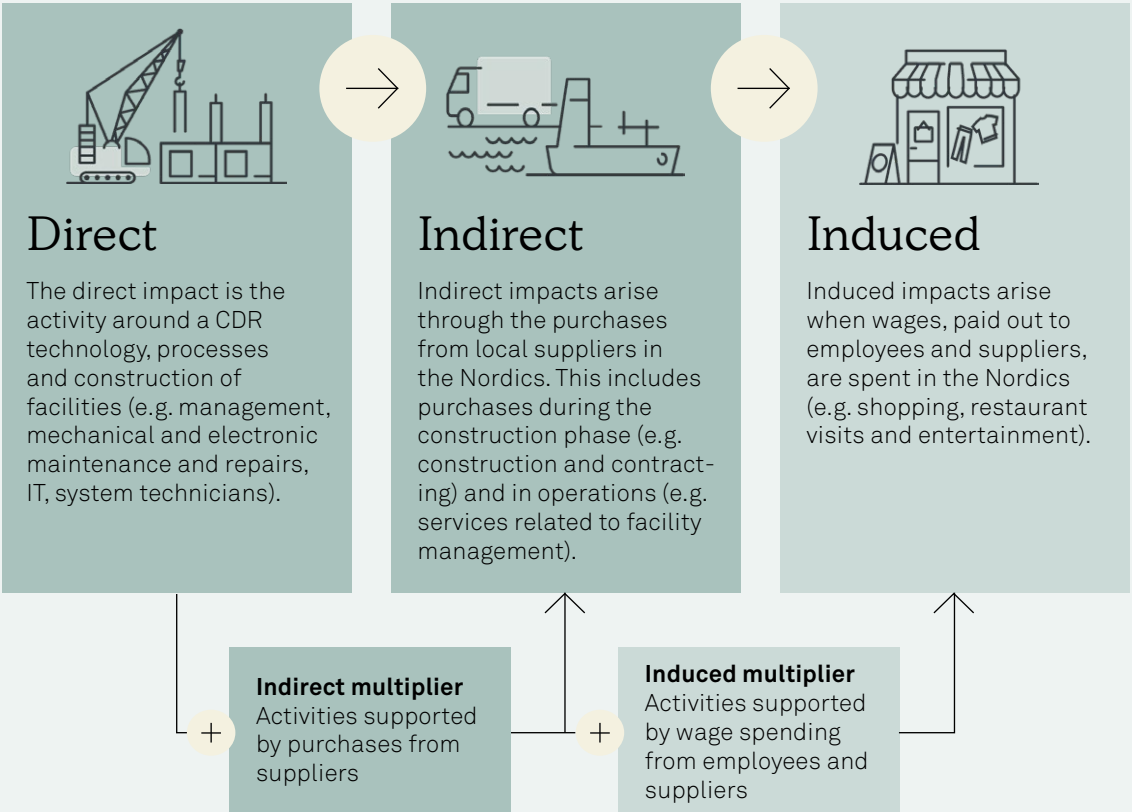 Direct
The direct impact is the
activity around a CDR
technology, processes
and construction of
facilities (e.g. management,
mechanical and electronic
maintenance and repairs,
IT, system technicians).
Indirect
Indirect impacts arise
through the purchases
from local suppliers in
the Nordics. This includes
purchases during the
construction phase (e.g.
construction and contract-
ing) and in operations (e.g.
services related to facility
management).
Induced
Induced impacts arise
when wages, paid out to
employees and suppliers,
are spent in the Nordics
(e.g. shopping, restaurant
visits and entertainment).
Indirect multiplier
Activities supported
by purchases from
suppliers
Induced multiplier
Activities supported
by wage spending
from employees and
suppliers